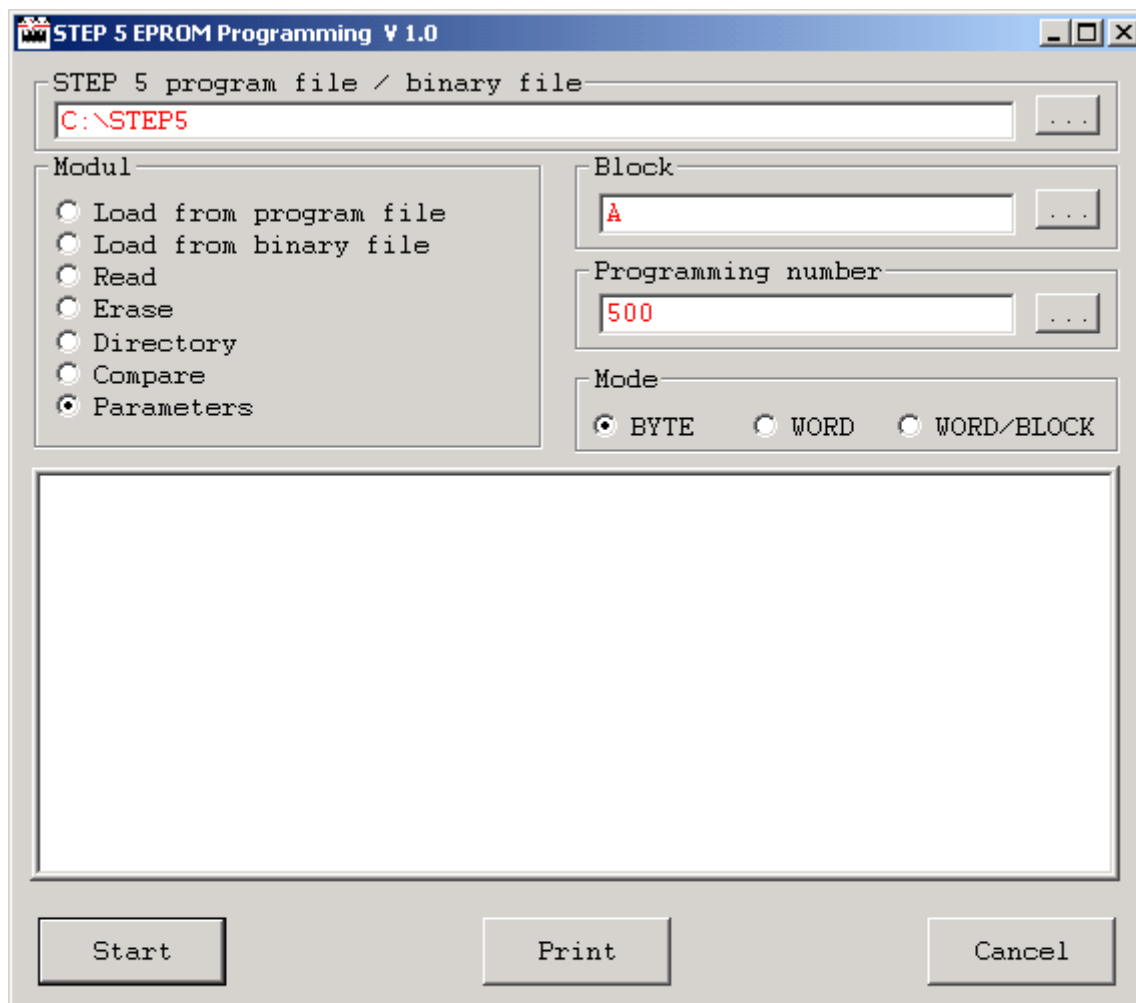 STEP 5 EPROM Programming V 1.0
STEP 5 program file / binary file
C:\STEP5
...
Modul
Load from program file
Load from binary file
Read
Erase
Directory
Compare
Parameters
Block
A
...
Programming number
500
...
Mode
BYTE WORD WORD/BLOCK
Start Print Cancel